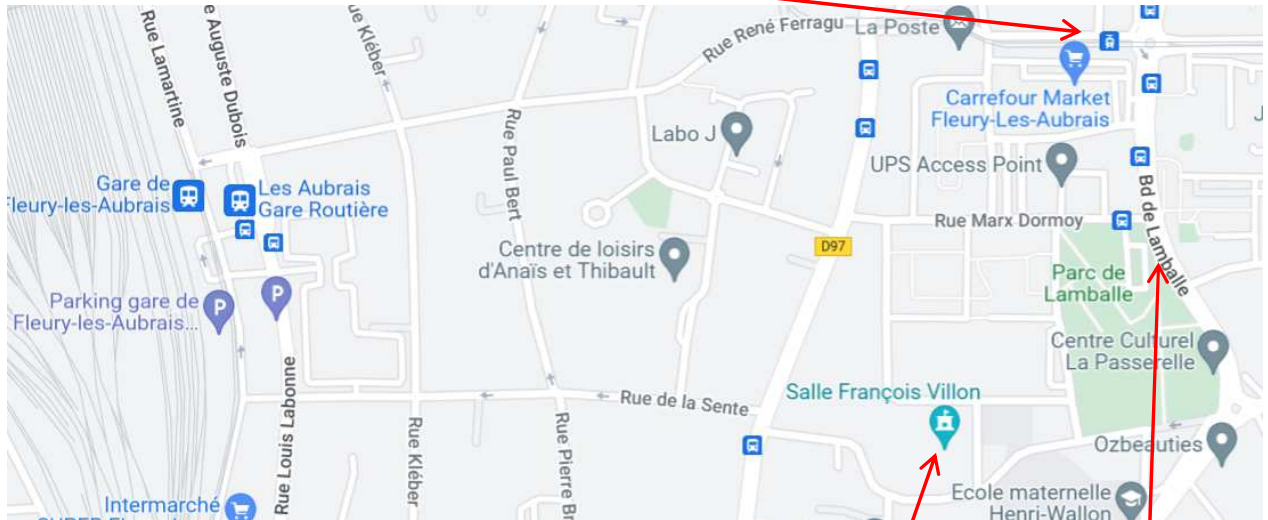 Rue Lamartine
e Auguste Dubois
ue Kléber
Rue René Ferragu
La Poste
Carrefour Market
Fleury-Les-Aubrais
J
Rue Paul Bert
Labo J
UPS Access Point
Bd de Lamballe
Gare de
Fleury-les-Aubrais
Les Aubrais
Gare Routière
Rue Marx Dormoy
D97
Centre de loisirs
d'Anaïs et Thibault
Parc de
Lamballe
P
P
Parking gare de
Fleury-les-Aubrais...
Centre Culturel
La Passerelle
Rue Louis Labonne
Rue de la Sente
Salle François Villon
Rue Kléber
Rue Pierre Br
Ozbeauties
Intermarché
Ecole maternelle
Henri-Wallon